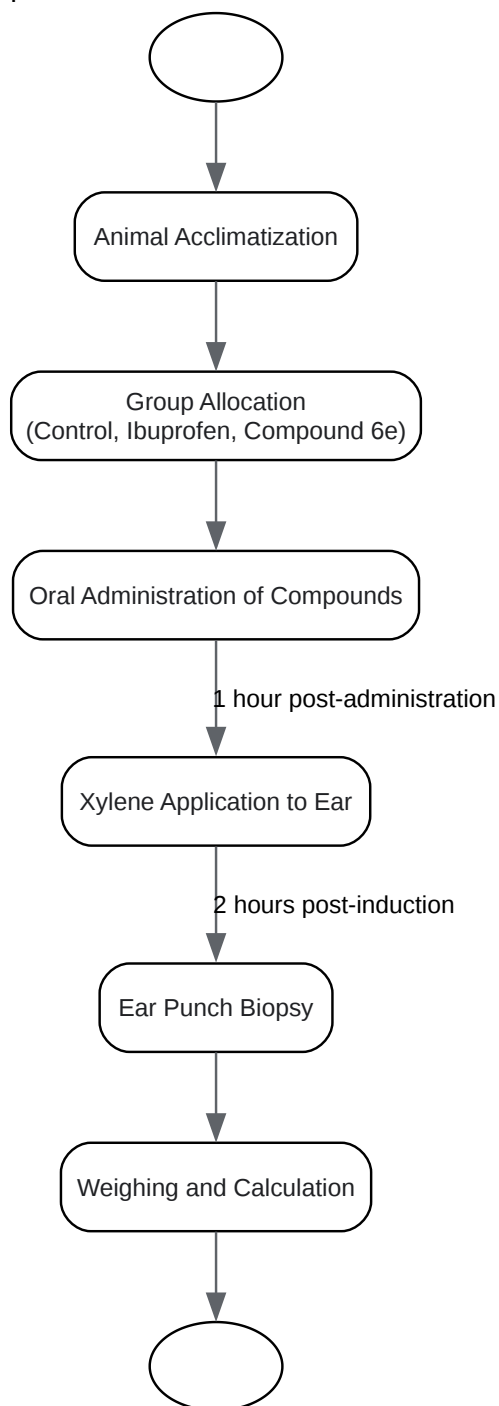 Animal Acclimatization
Group Allocation
(Control, Ibuprofen, Compound 6e)
Oral Administration of Compounds
1 hour post-administration
Xylene Application to Ear
2 hours post-induction
Ear Punch Biopsy
Weighing and Calculation